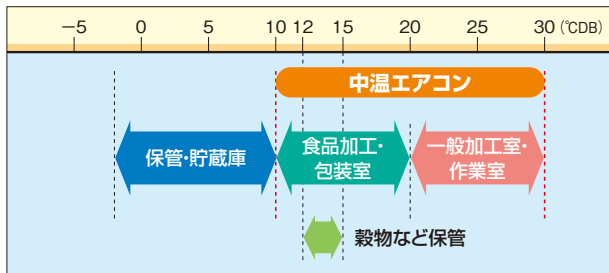 −5 0 5 10 12 15 20 25 30 (℃DB)
中温エアコン
保管・貯蔵庫
食品加工・
包装室
一般加工室・
作業室
穀物など保管